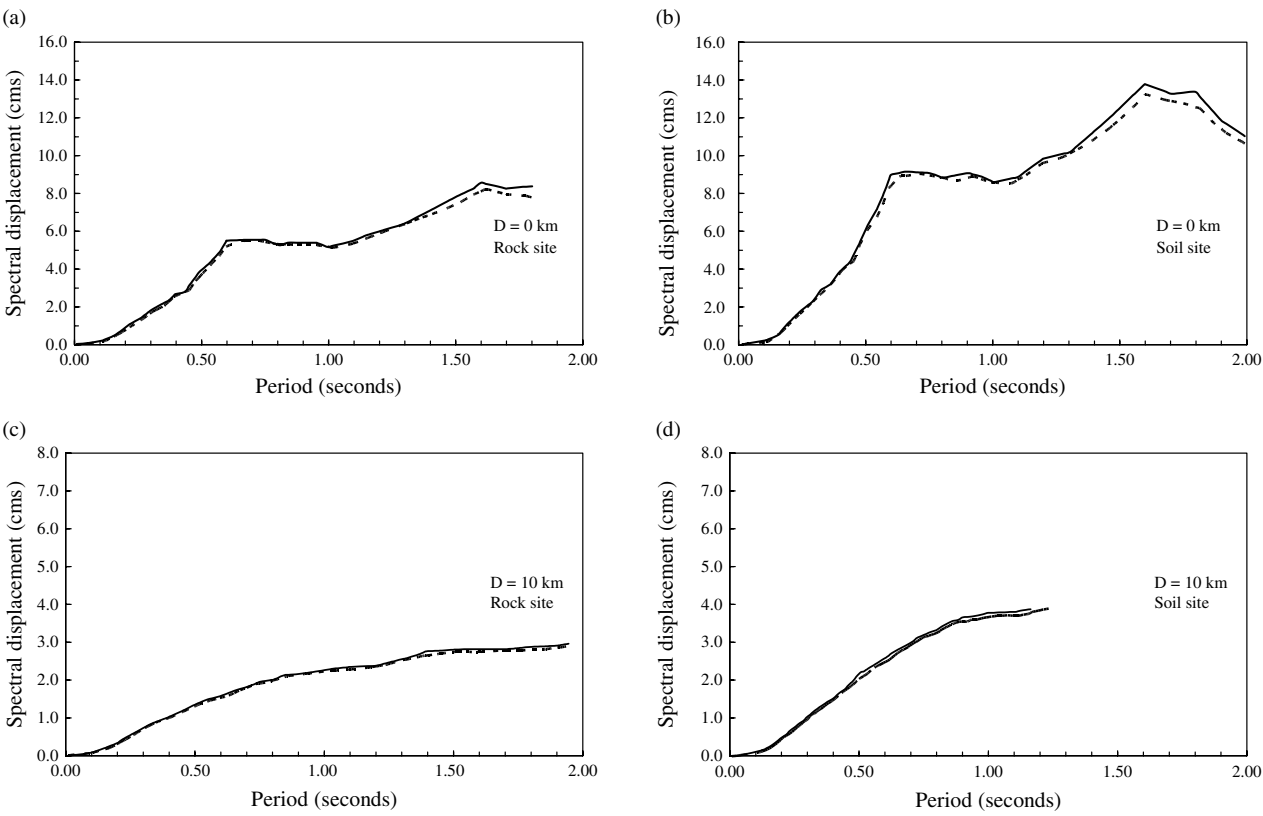 (a)
16.0
14.0
12.0
10.0
8.0
6.0
4.0
2.0
0.0
Spectral displacement (cms)
D = 0 km
Rock site
0.00 0.50 1.00 1.50 2.00
Period (seconds)
(b)
16.0
14.0
12.0
10.0
8.0
6.0
4.0
2.0
0.0
Spectral displacement (cms)
D = 0 km
Soil site
0.00 0.50 1.00 1.50 2.00
Period (seconds)
(c)
8.0
7.0
6.0
5.0
4.0
3.0
2.0
1.0
0.0
Spectral displacement (cms)
D = 10 km
Rock site
0.00 0.50 1.00 1.50 2.00
Period (seconds)
(d)
8.0
7.0
6.0
5.0
4.0
3.0
2.0
1.0
0.0
Spectral displacement (cms)
D = 10 km
Soil site
0.00 0.50 1.00 1.50 2.00
Period (seconds)